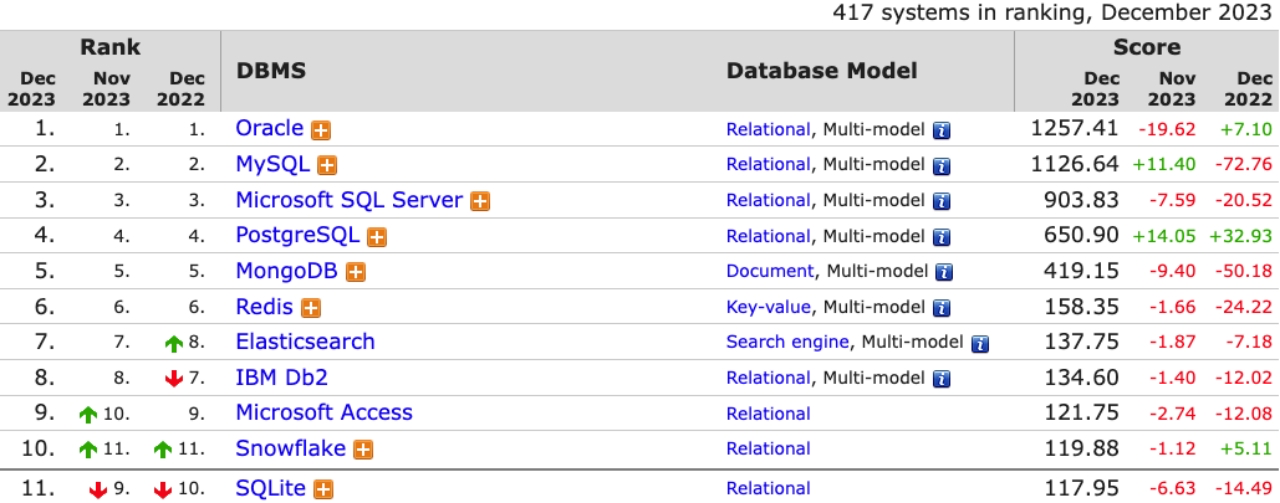 417 systems in ranking, December 2023
Rank Score
Dec 2023 Nov 2023 Dec 2022 DBMS Database Model Dec 2023 Nov 2023 Dec 2022
1. 1. 1. Oracle Relational, Multi-model 1257.41 -19.62 +7.10
2. 2. 2. MySQL Relational, Multi-model 1126.64 +11.40 -72.76
3. 3. 3. Microsoft SQL Server Relational, Multi-model 903.83 -7.59 -20.52
4. 4. 4. PostgreSQL Relational, Multi-model 650.90 +14.05 +32.93
5. 5. 5. MongoDB Document, Multi-model 419.15 -9.40 -50.18
6. 6. 6. Redis Key-value, Multi-model 158.35 -1.66 -24.22
7. 7. 8. Elasticsearch Search engine, Multi-model 137.75 -1.87 -7.18
8. 8. 7. IBM Db2 Relational, Multi-model 134.60 -1.40 -12.02
9. 10. 9. Microsoft Access Relational 121.75 -2.74 -12.08
10. 11. 11. Snowflake Relational 119.88 -1.12 +5.11
11. 9. 10. SQLite Relational 117.95 -6.63 -14.49